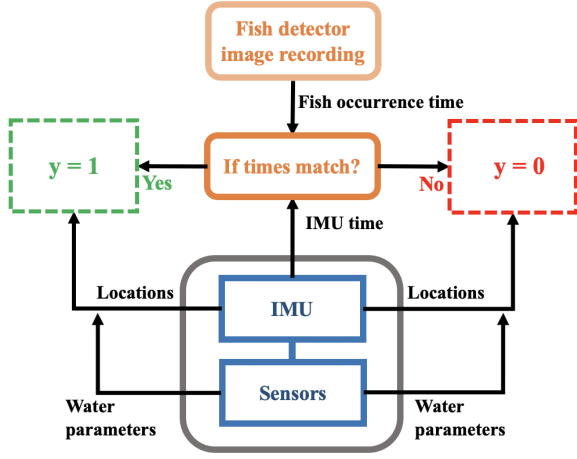 Fish detector
image recording
Fish occurrence time
y = 1
If times match?
y = 0
Yes
No
IMU time
Locations
IMU
Locations
Sensors
Water
parameters
Water
parameters